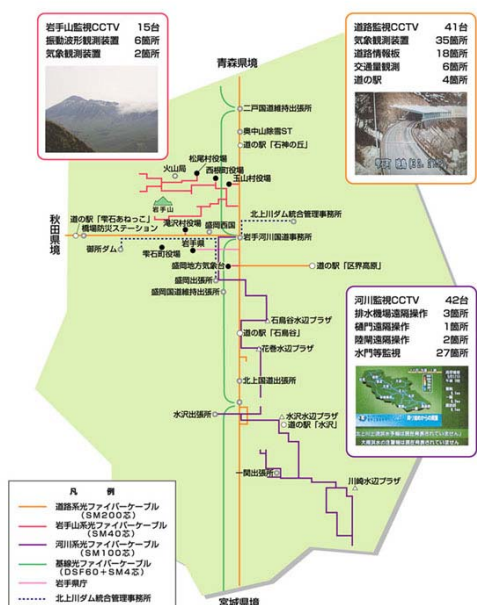 岩手山監視CCTV 15台
振動波形観測装置 6箇所
気象観測装置 2箇所
道路監視CCTV 41台
気象観測装置 35箇所
道路情報板 18箇所
交通量観測 6箇所
道の駅 4箇所
青森県境
二戸国道維持出張所
奥中山除雪ST
道の駅「石神の丘」
松尾村役場
火山局
西根町役場
玉山村役場
岩手山
秋田県境
道の駅「雫石あねっこ」
橋場防災ステーション
滝沢村役場
盛岡西国
北上川ダム統合管理事務所
岩手河川国道事務所
御所ダム
岩手県
雫石町役場
盛岡地方気象台
道の駅「区界高原」
盛岡出張所
盛岡国道維持出張所
河川監視CCTV 42台
排水機場遠隔操作 3箇所
樋門遠隔操作 1箇所
陸閘遠隔操作 2箇所
水門等監視 27箇所
石鳥谷水辺プラザ
道の駅「石鳥谷」
花巻水辺プラザ
北上国道出張所
水沢出張所
水沢水辺プラザ
道の駅「水沢」
一関出張所
川崎水辺プラザ
凡例
道路系光ファイバーケーブル
(SM200芯)
岩手山系光ファイバーケーブル
(SM40芯)
河川系光ファイバーケーブル
(SM100芯)
基線光ファイバーケーブル
(DSF60+SM4芯)
岩手県庁
北上川ダム統合管理事務所
宮城県境